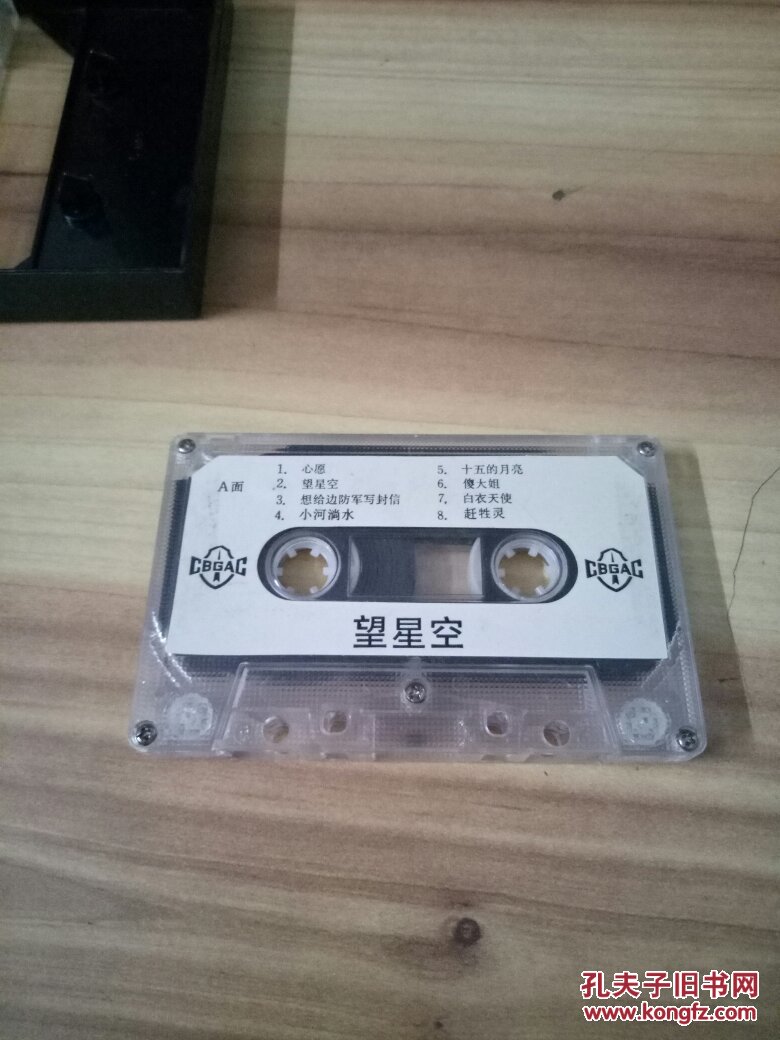 A面
1. 心愿
2. 望星空
3. 想给边防军写封信
4. 小河淌水
5. 十五的月亮
6. 傻大姐
7. 白衣天使
8. 赶牲灵
CBGAC
CBGAC
望星空
孔夫子旧书网
www.kongfz.com